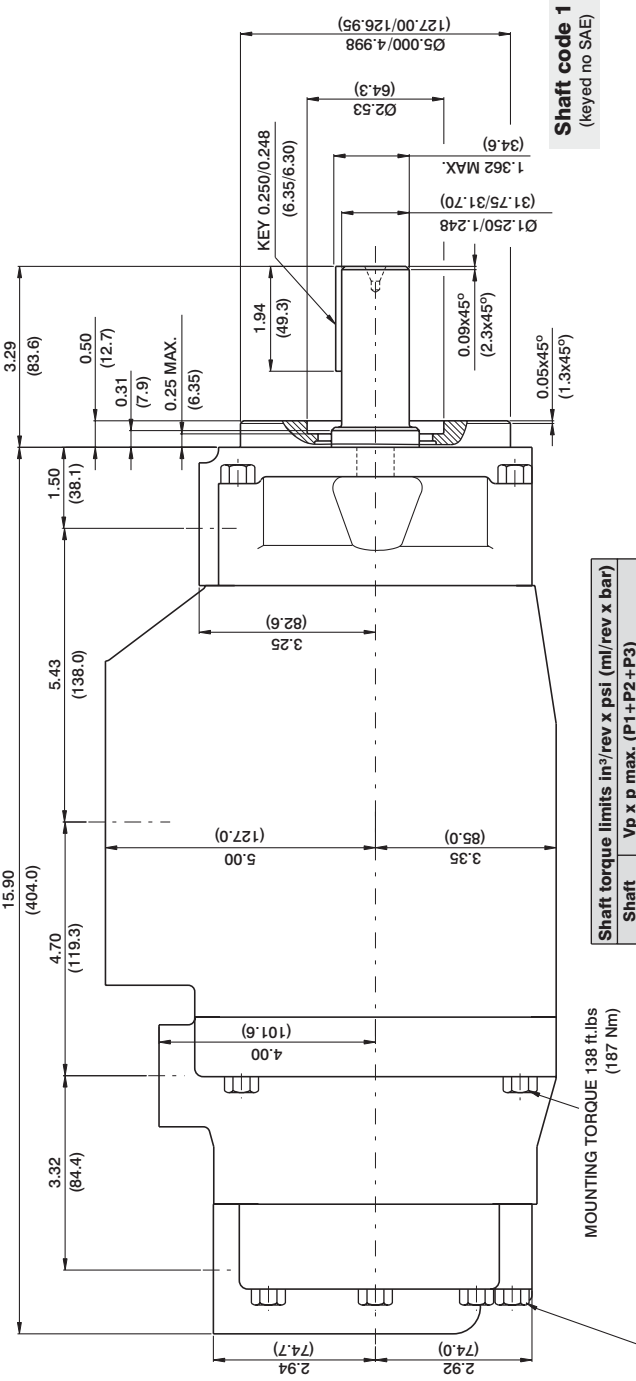 15.90
(404.0)
3.29
(83.6)
0.50
(12.7)
0.31
(7.9)
0.25 MAX.
(6.35)
1.50
(38.1)
5.43
(138.0)
4.70
(119.3)
3.32
(84.4)
KEY 0.250/0.248
(6.35/6.30)
1.94
(49.3)
Ø5.000/4.998
(127.00/126.95)
Ø2.53
(64.3)
1.362 MAX.
(34.6)
Ø1.250/1.248
(31.75/31.70)
0.09x45º
(2.3x45º)
0.05x45º
(1.3x45º)
3.25
(82.6)
5.00
(127.0)
3.35
(85.0)
4.00
(101.6)
2.94
(74.7)
2.92
(74.0)
MOUNTING TORQUE 138 ft.lbs
(187 Nm)
Shaft code 1
(keyed no SAE)
Shaft torque limits in³/rev x psi (ml/rev x bar)
Shaft Vp x p max. (P1+P2+P3)